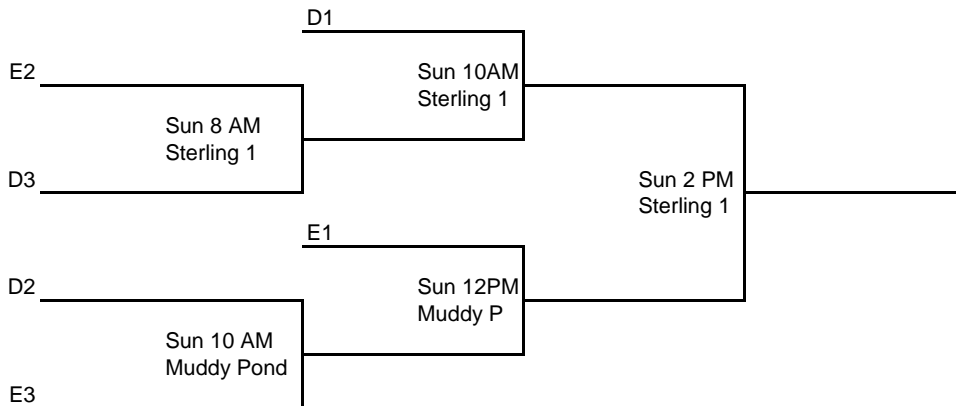 D1
E2
Sun 10AM
Sterling 1
Sun 8 AM
Sterling 1
D3
Sun 2 PM
Sterling 1
E1
D2
Sun 12PM
Muddy P
Sun 10 AM
Muddy Pond
E3